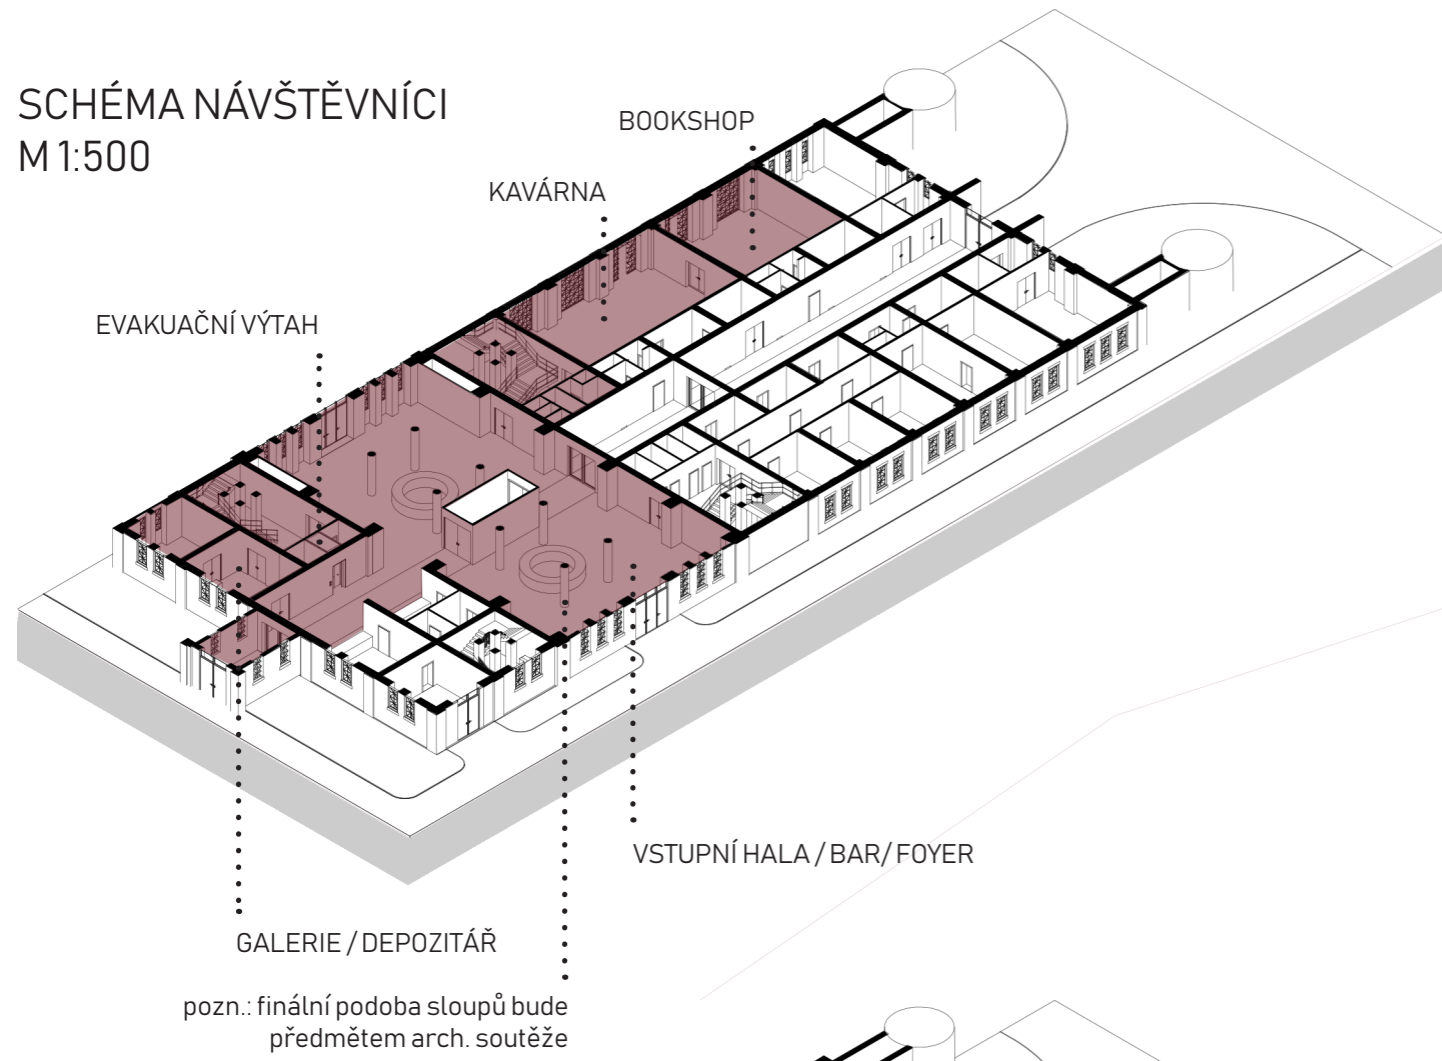 SCHÉMA NÁVŠTĚVNÍCI
M 1:500
BOOKSHOP
KAVÁRNA
EVAKUAČNÍ VÝTAH
VSTUPNÍ HALA / BAR/ FOYER
GALERIE / DEPOZITÁŘ
pozn.: finální podoba sloupů bude
předmětem arch. soutěže